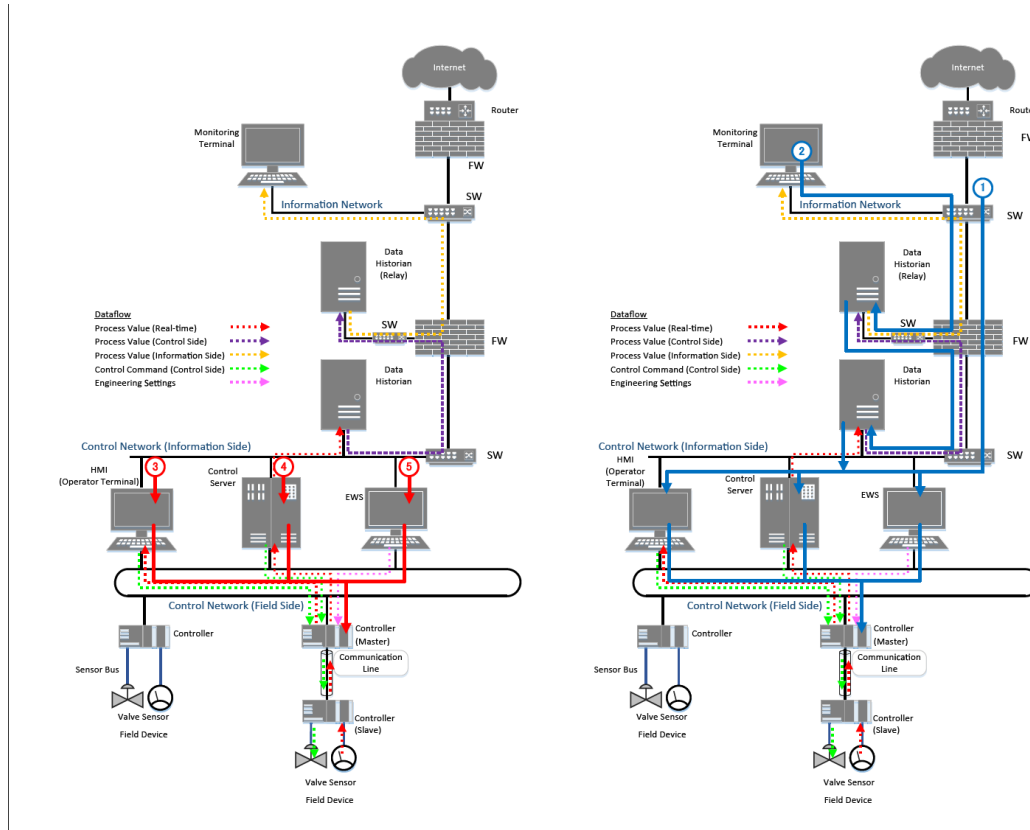 Internet
Router
FW
Monitoring
Terminal
SW
Information Network
Data
Historian
(Relay)
Dataflow
Process Value (Real-time)
Process Value (Control Side)
Process Value (Information Side)
Control Command (Control Side)
Engineering Settings
SW
FW
Data
Historian
Control Network (Information Side)
SW
HMI
(Operator Terminal)
3
Control
Server
4
5
EWS
Control Network (Field Side)
Controller
Controller
(Master)
Sensor Bus
Communication
Line
Valve Sensor
Field Device
Controller
(Slave)
Valve Sensor
Field Device
Internet
Route
FW
Monitoring
Terminal
2
1
SW
Information Network
Data
Historian
(Relay)
Dataflow
Process Value (Real-time)
Process Value (Control Side)
Process Value (Information Side)
Control Command (Control Side)
Engineering Settings
SW
FW
Data
Historian
Control Network (Information Side)
SW
HMI
(Operator
Terminal)
Control
Server
EWS
Control Network (Field Side)
Controller
Controller
(Master)
Sensor Bus
Communication
Line
Valve Sensor
Field Device
Controller
(Slave)
Valve Sensor
Field Device